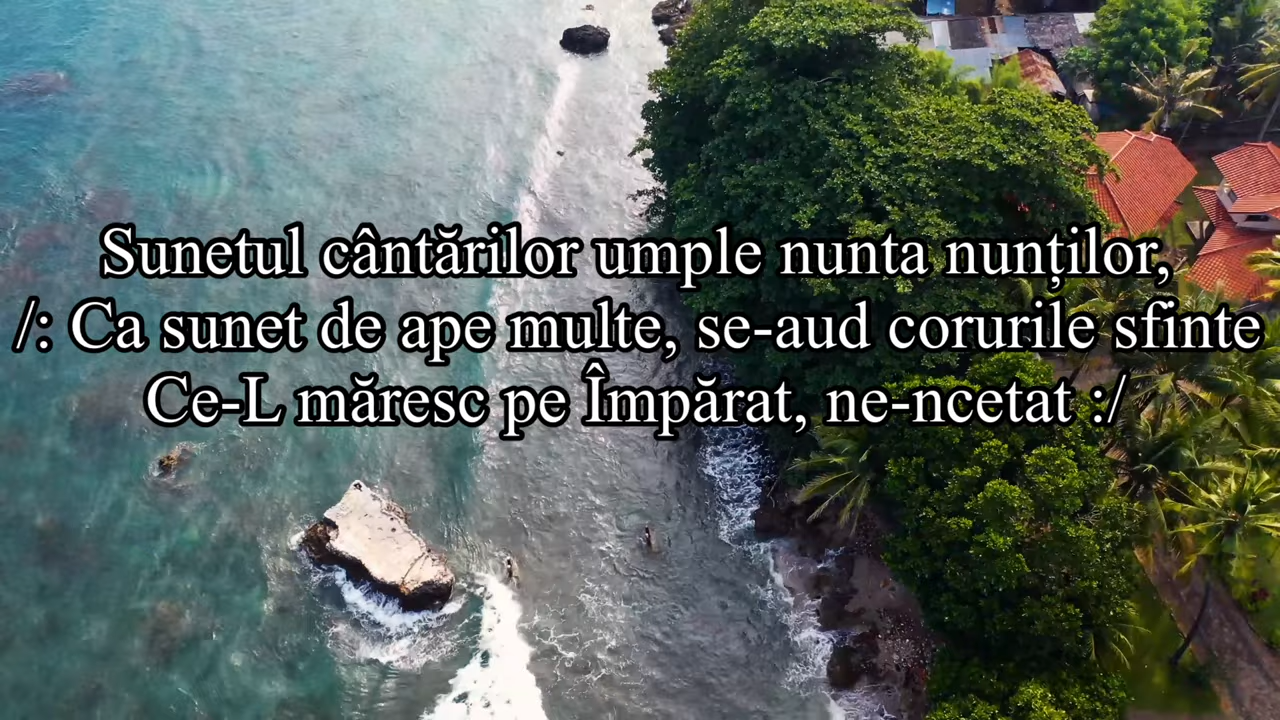 Sunetul cântărilor umple nunta nunților,
/: Ca sunet de ape multe, se-aud corurile sfinte
Ce-L măresc pe Împărat, ne-ncetat :/